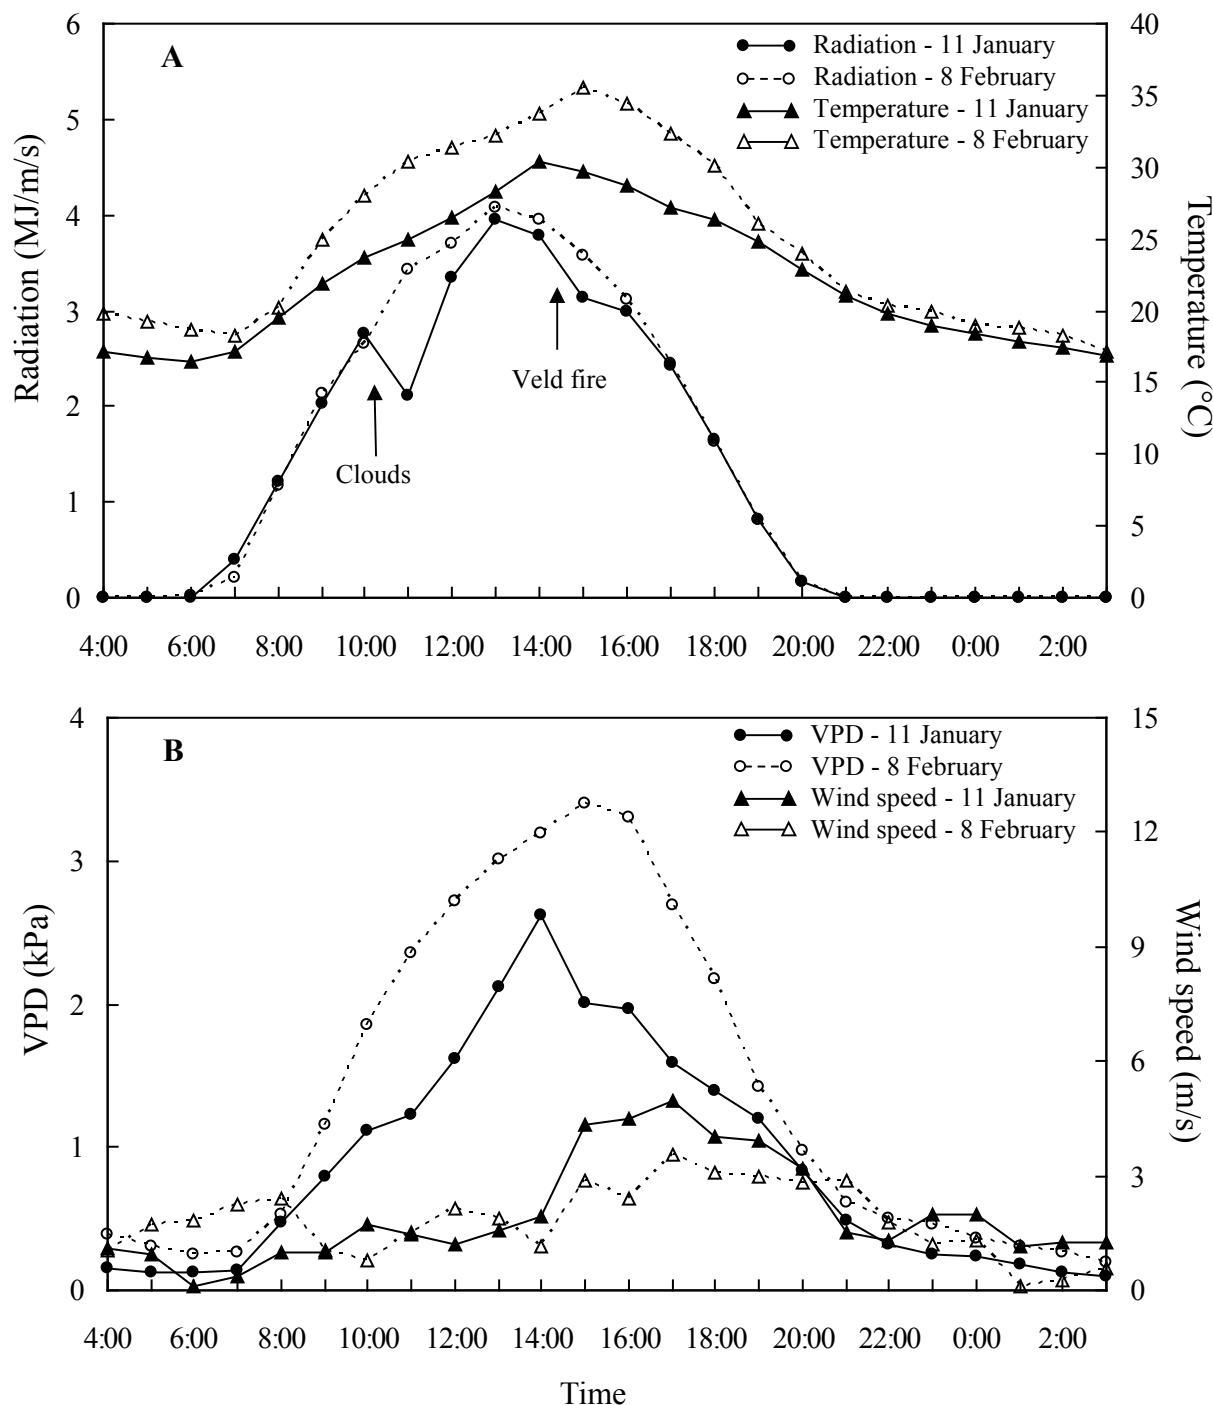 A
Radiation - 11 January
Radiation - 8 February
Temperature - 11 January
Temperature - 8 February
Radiation (MJ/m/s)
6
5
4
3
2
1
0
Temperature (°C)
40
35
30
25
20
15
10
5
0
Veld fire
Clouds
4:00 6:00 8:00 10:00 12:00 14:00 16:00 18:00 20:00 22:00 0:00 2:00
B
VPD - 11 January
VPD - 8 February
Wind speed - 11 January
Wind speed - 8 February
VPD (kPa)
4
3
2
1
0
Wind speed (m/s)
15
12
9
6
3
0
4:00 6:00 8:00 10:00 12:00 14:00 16:00 18:00 20:00 22:00 0:00 2:00
Time